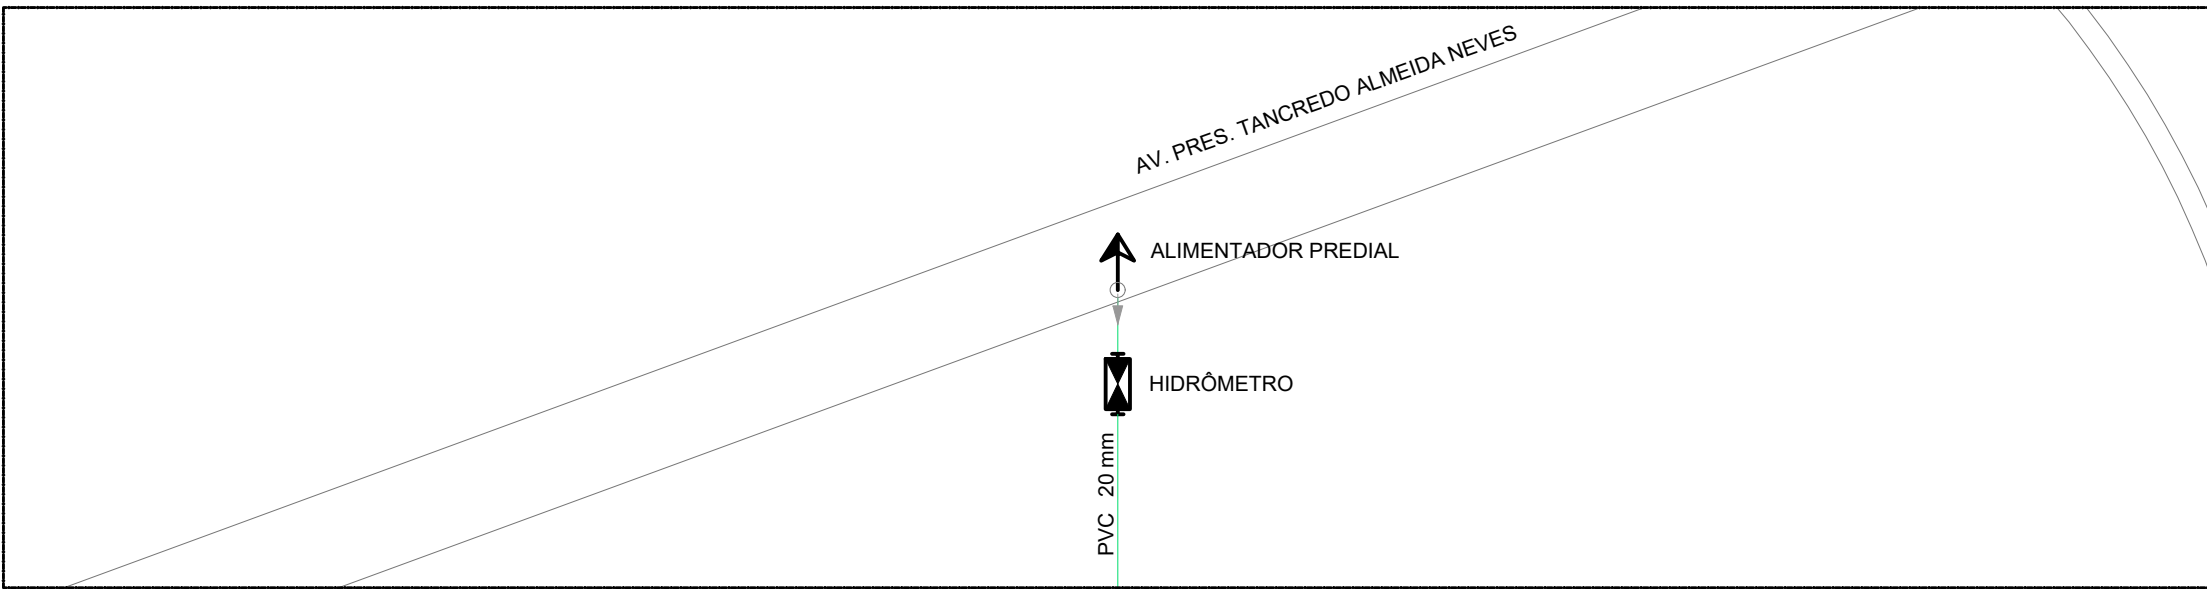 AV. PRES. TANCREDO ALMEIDA NEVES
ALIMENTADOR PREDIAL
HIDRÔMETRO
PVC 20 mm